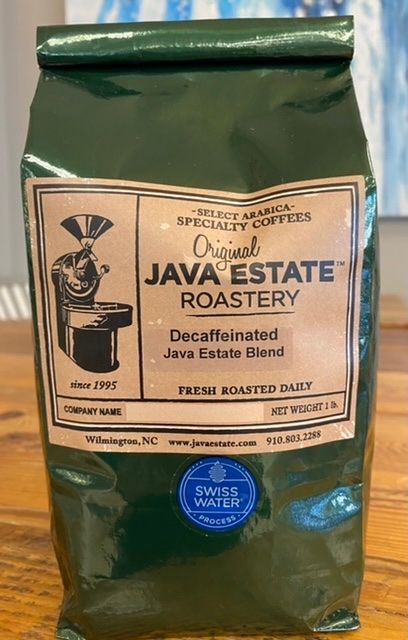 -SELECT ARABICA-
SPECIALTY COFFEES
Original
JAVA ESTATE™
ROASTERY
Decaffeinated
Java Estate Blend
since 1995
FRESH ROASTED DAILY
COMPANY NAME
NET WEIGHT 1 lb.
Wilmington, NC www.javaestate.com 910.803.2288
SWISS
WATER®
PROCESS